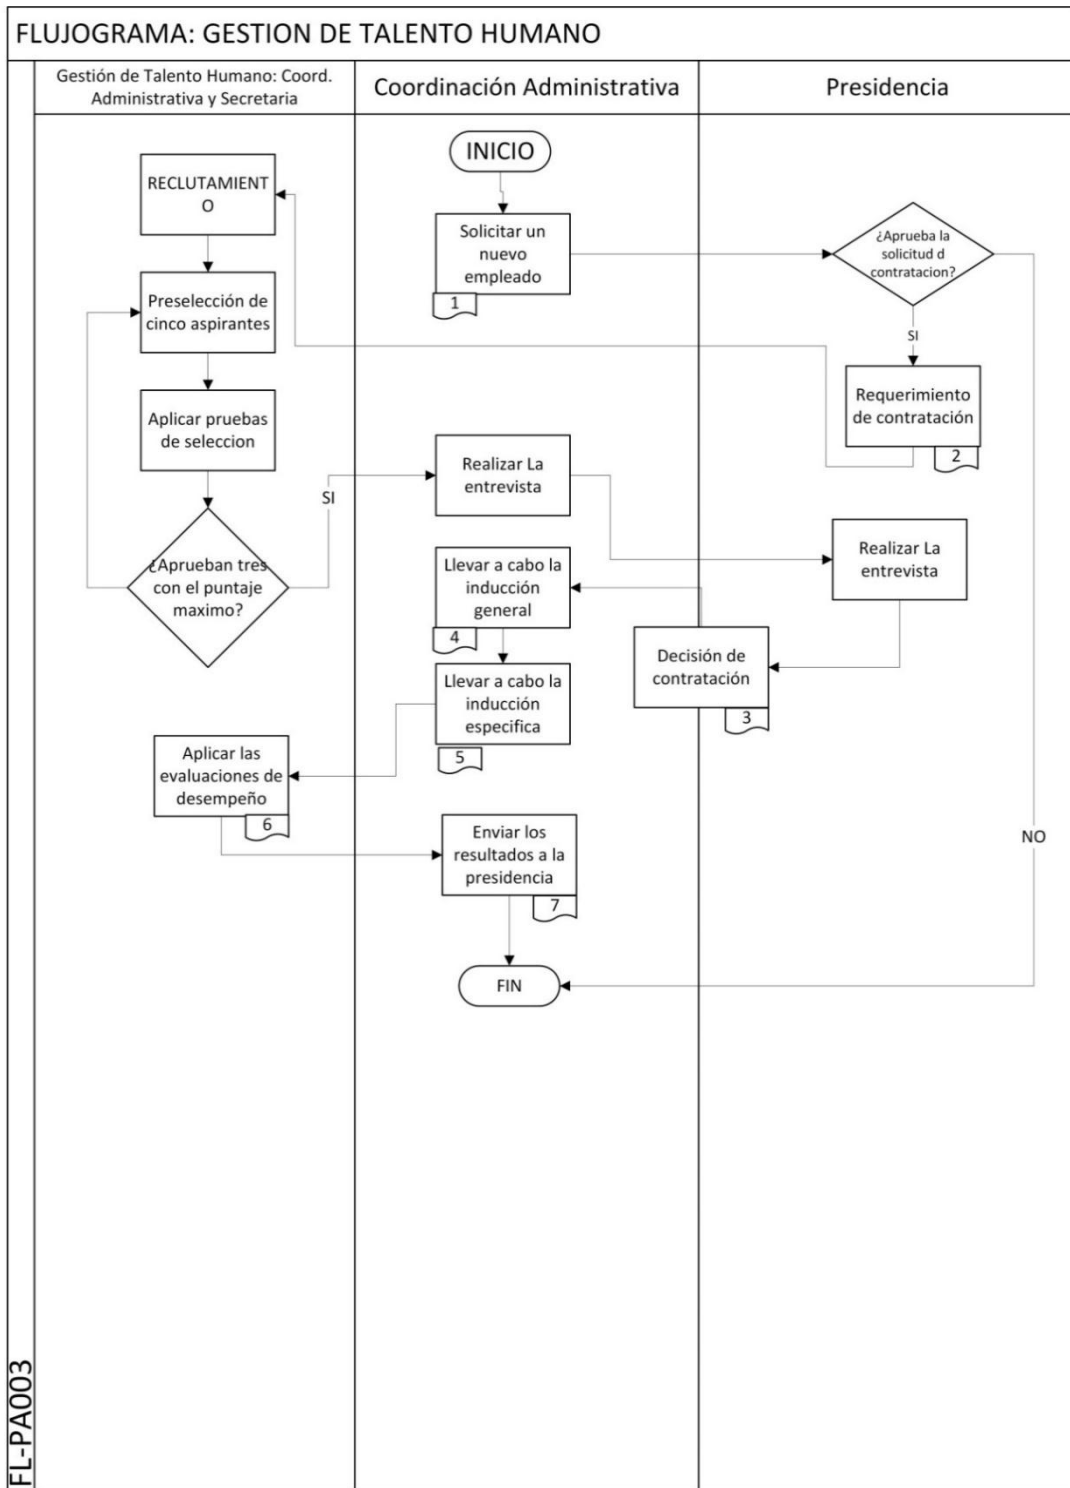 FLUJOGRAMA: GESTION DE TALENTO HUMANO
Gestión de Talento Humano: Coord.
Administrativa y Secretaria
Coordinación Administrativa
Presidencia
INICIO
RECLUTAMIENT
O
Solicitar un
nuevo
empleado
1
¿Aprueba la
solicitud d
contratacion?
Preselección de
cinco aspirantes
SI
Requerimiento
de contratación
2
Aplicar pruebas
de seleccion
Realizar La
entrevista
SI
¿Aprueban tres
con el puntaje
maximo?
Realizar La
entrevista
Llevar a cabo la
inducción
general
4
Decisión de
contratación
3
Llevar a cabo la
inducción
especifica
5
Aplicar las
evaluaciones de
desempeño
6
Enviar los
resultados a la
presidencia
7
NO
FIN
FL-PA003